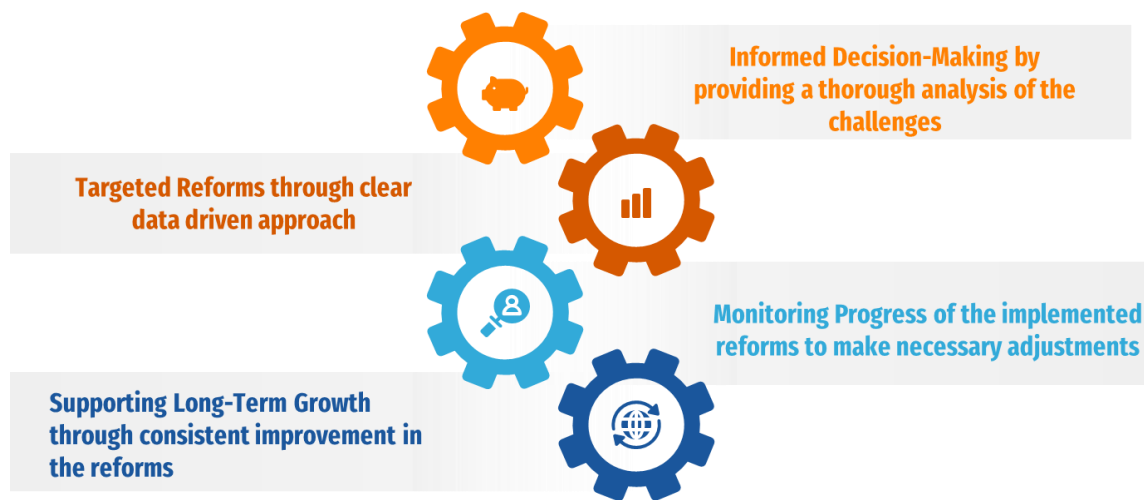 Informed Decision-Making by
providing a thorough analysis of the
challenges
Targeted Reforms through clear
data driven approach
Monitoring Progress of the implemented
reforms to make necessary adjustments
Supporting Long-Term Growth
through consistent improvement in
the reforms